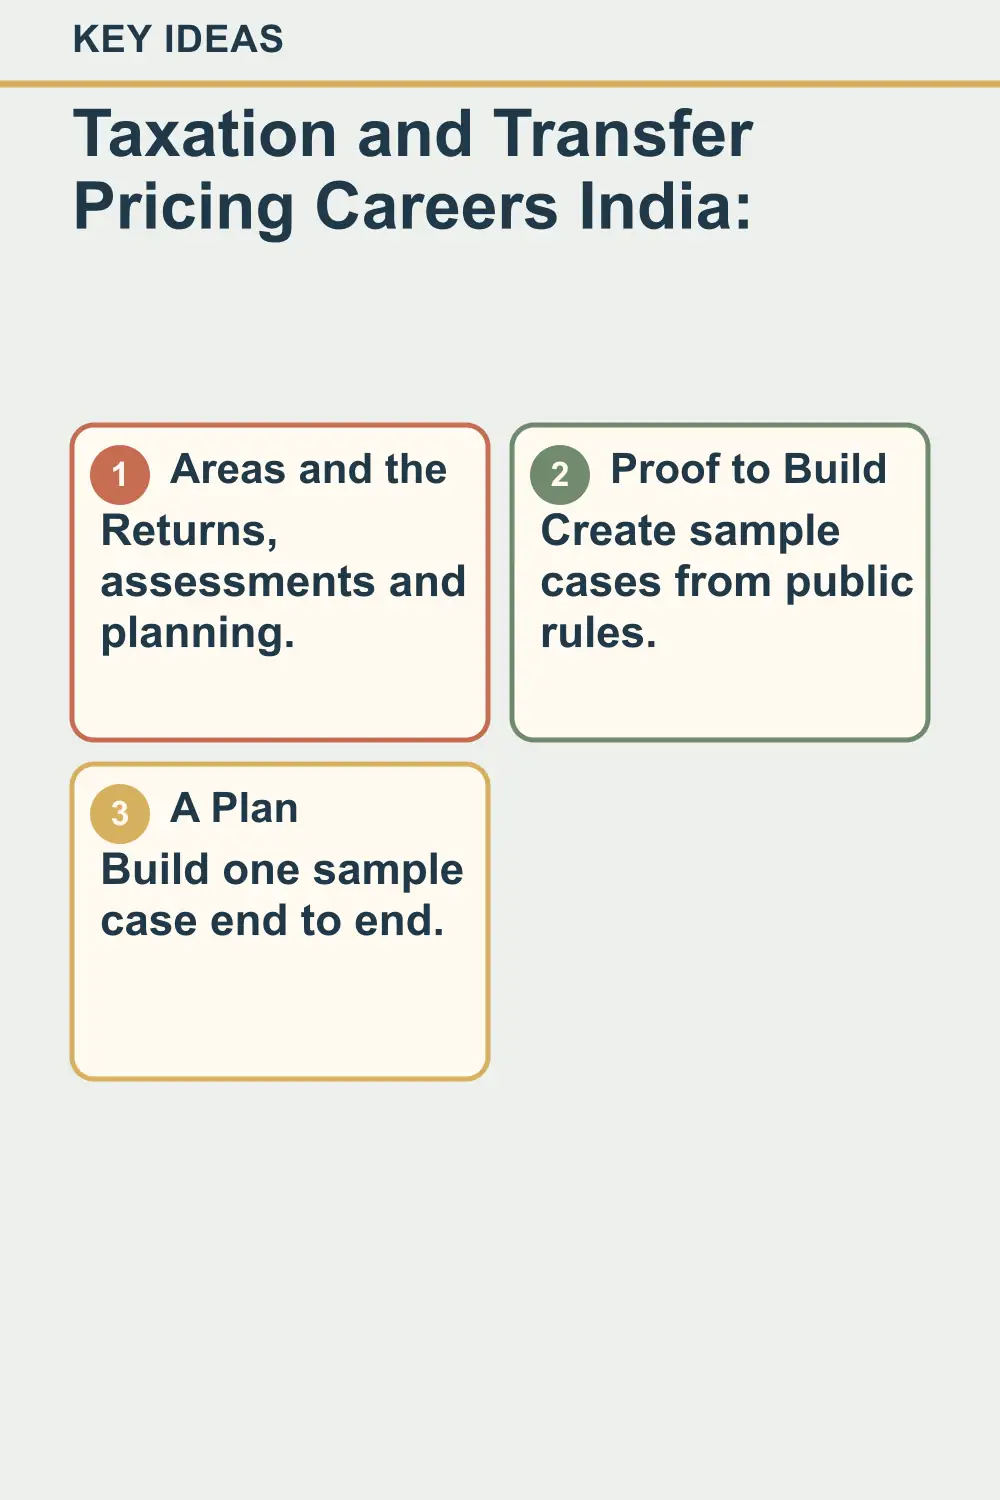 KEY IDEAS
Taxation and Transfer
Pricing Careers India:
1 Areas and the
Returns,
assessments and
planning.
2 Proof to Build
Create sample
cases from public
rules.
3 A Plan
Build one sample
case end to end.